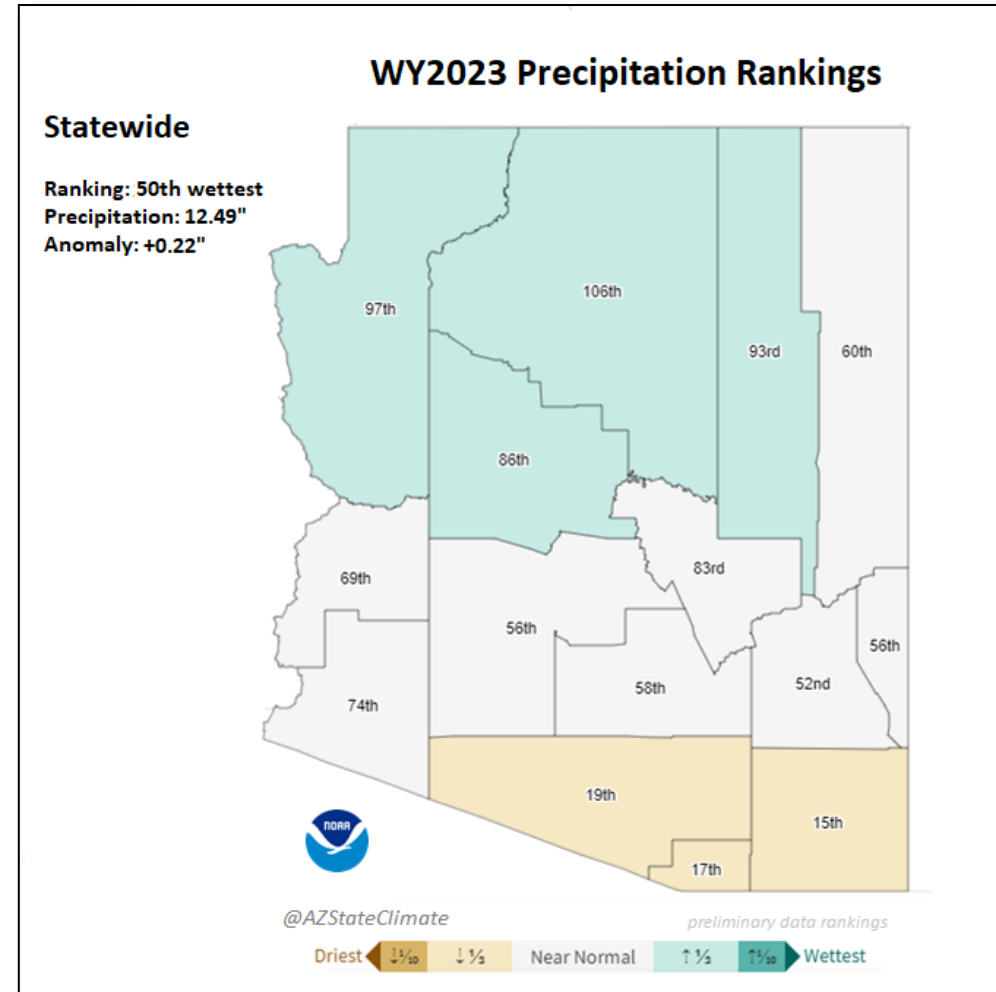 WY2023 Precipitation Rankings
Statewide
Ranking: 50th wettest
Precipitation: 12.49"
Anomaly: +0.22"
97th
106th
93rd
60th
86th
69th
83rd
56th
56th
58th
52nd
74th
19th
15th
17th
NOAA
@AZStateClimate
preliminary data rankings
Driest ↓⅒ ↓⅓ Near Normal ↑⅓ ↑⅒ Wettest